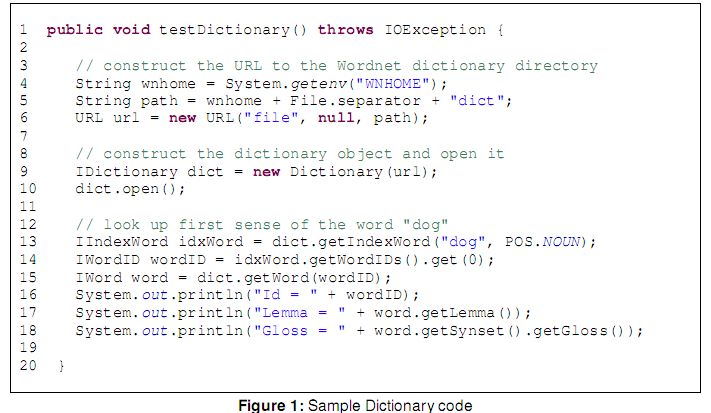 1 public void testDictionary() throws IOException {
2
3 // construct the URL to the Wordnet dictionary directory
4 String wnhome = System.getenv("WNHOME");
5 String path = wnhome + File.separator + "dict";
6 URL url = new URL("file", null, path);
7
8 // construct the dictionary object and open it
9 IDictionary dict = new Dictionary(url);
10 dict.open();
11
12 // look up first sense of the word "dog"
13 IIndexWord idxWord = dict.getIndexWord("dog", POS.NOUN);
14 IWordID wordID = idxWord.getWordIDs().get(0);
15 IWord word = dict.getWord(wordID);
16 System.out.println("Id = " + wordID);
17 System.out.println("Lemma = " + word.getLemma());
18 System.out.println("Gloss = " + word.getSynset().getGloss());
19
20 }
Figure 1: Sample Dictionary code